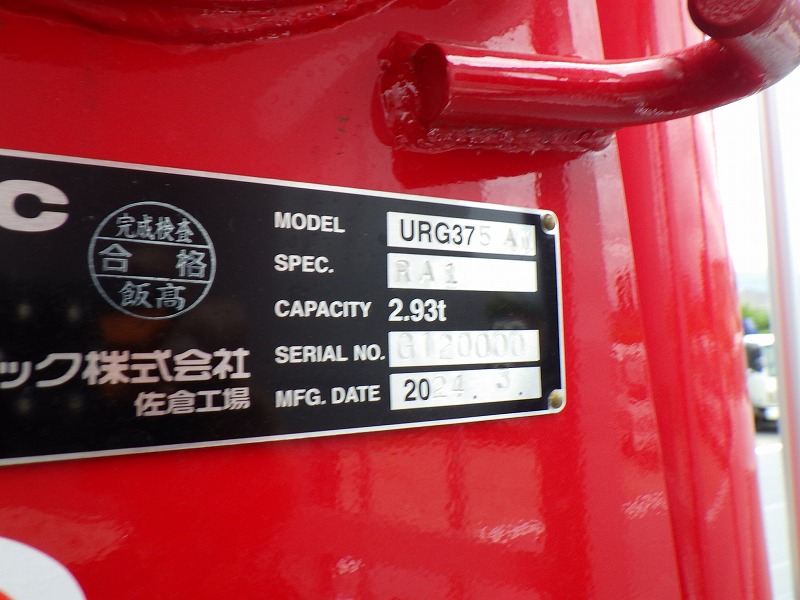 C
完成検査
合格
飯高
ック株式会社
佐倉工場
MODEL URG375 A
SPEC. RA1
CAPACITY 2.93t
SERIAL NO. G120000
MFG. DATE 2024. 3.